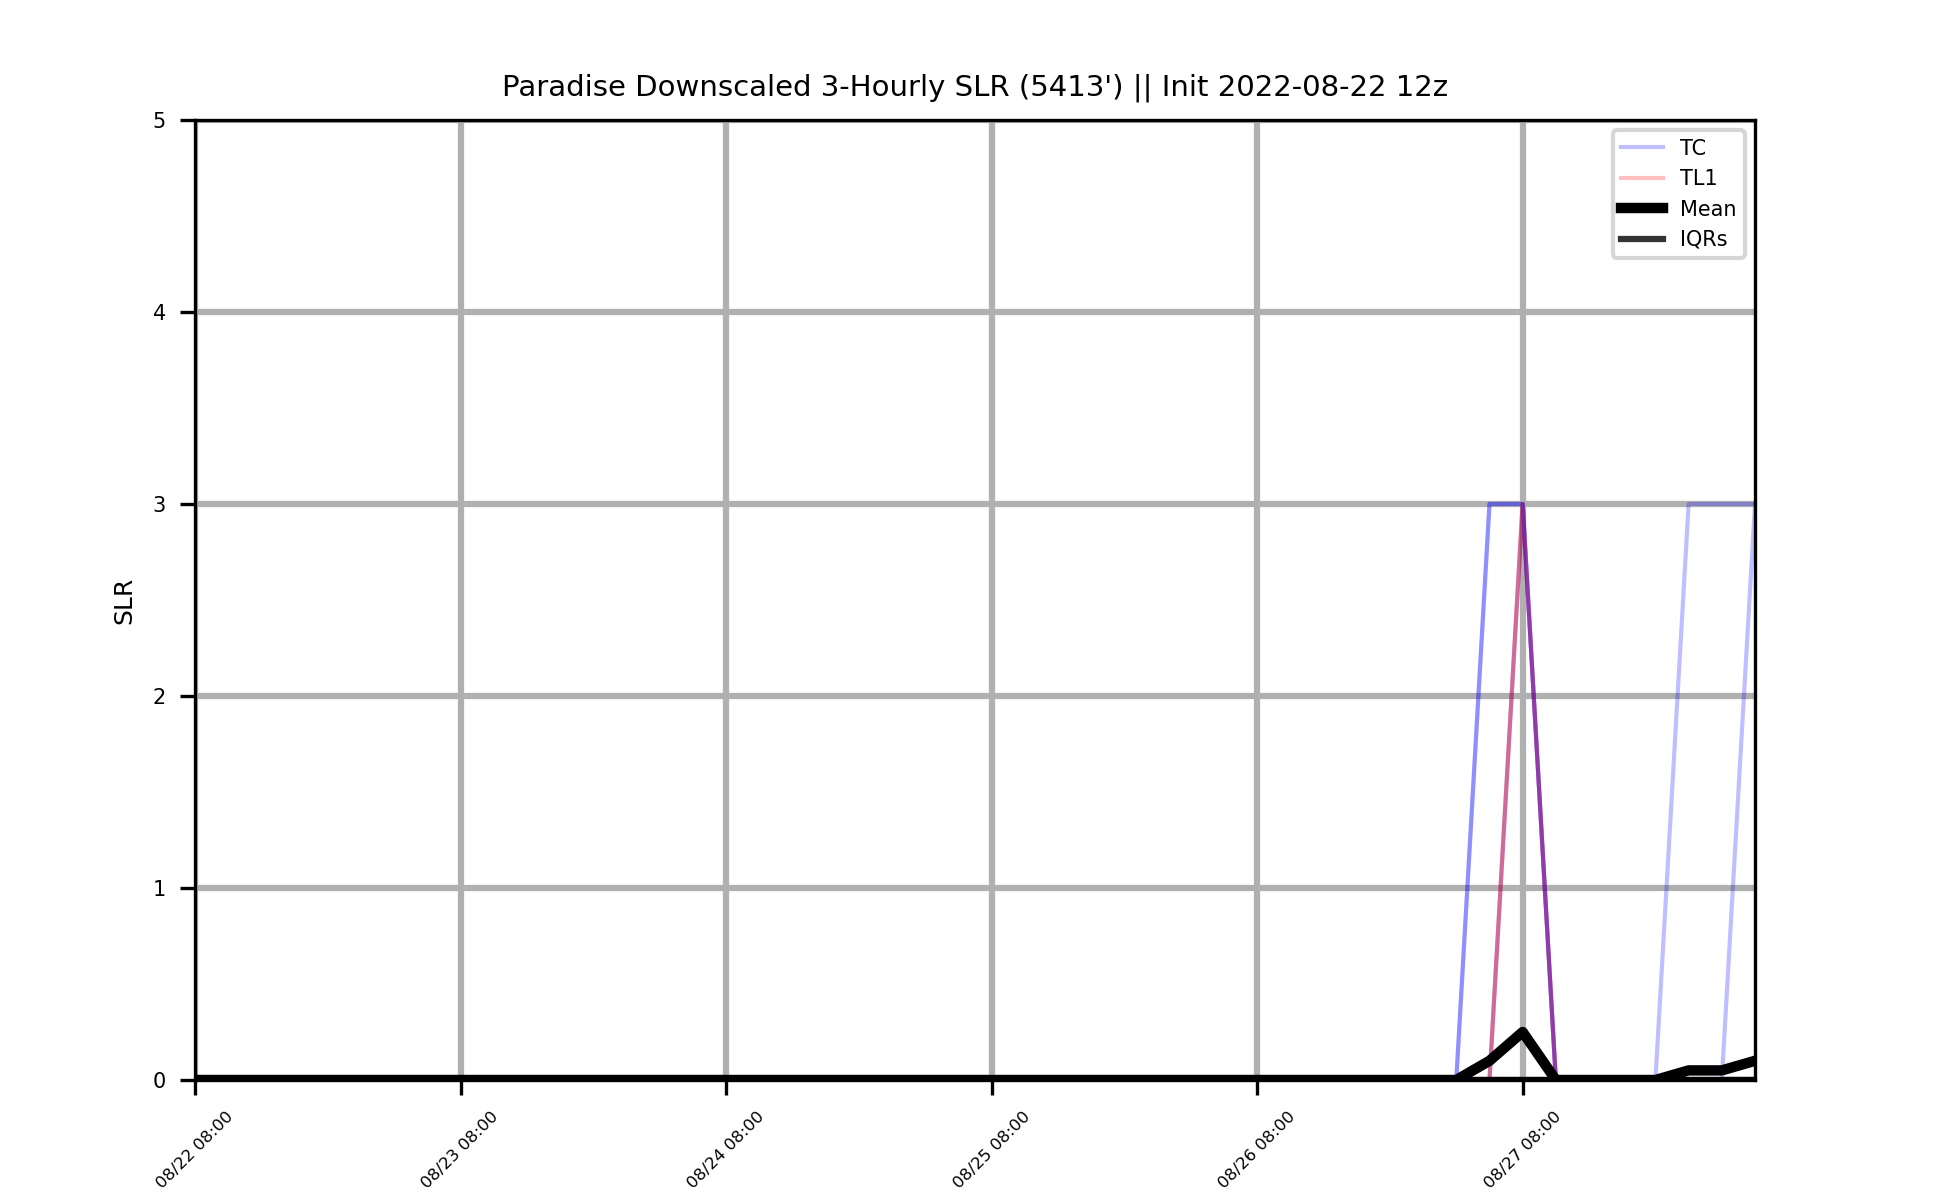 Paradise Downscaled 3-Hourly SLR (5413') || Init 2022-08-22 12z
TC
TL1
Mean
IQRs
SLR
5
4
3
2
1
0
08/22 08:00
08/23 08:00
08/24 08:00
08/25 08:00
08/26 08:00
08/27 08:00